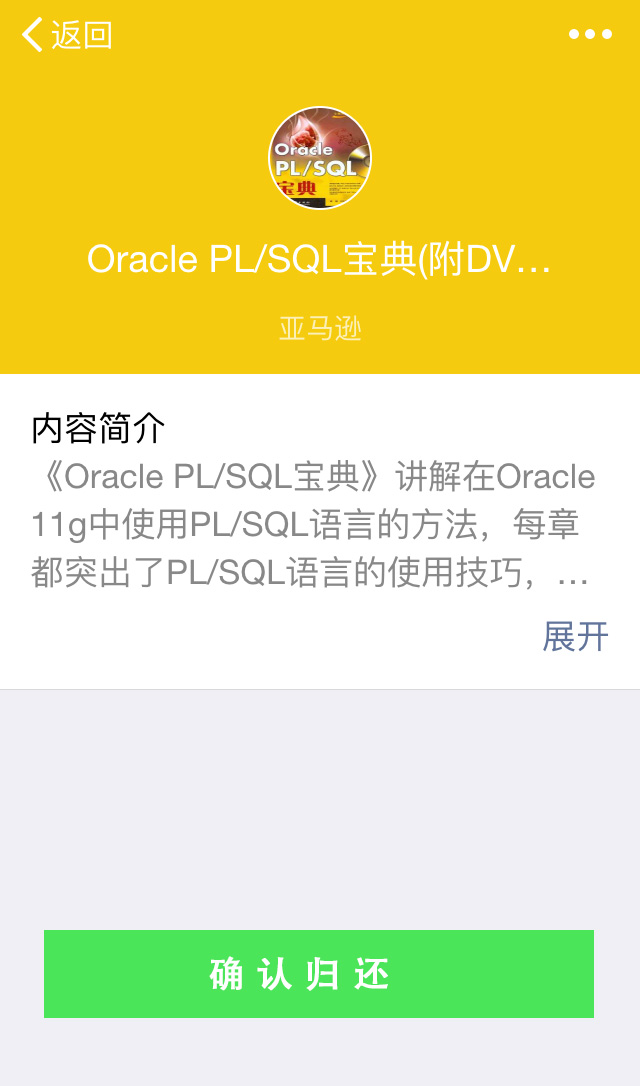 返回
Oracle
PL/SQL
宝典
Oracle PL/SQL宝典(附DV…
亚马逊
内容简介
《Oracle PL/SQL宝典》讲解在Oracle
11g中使用PL/SQL语言的方法，每章
都突出了PL/SQL语言的使用技巧，…
展开
确认归还